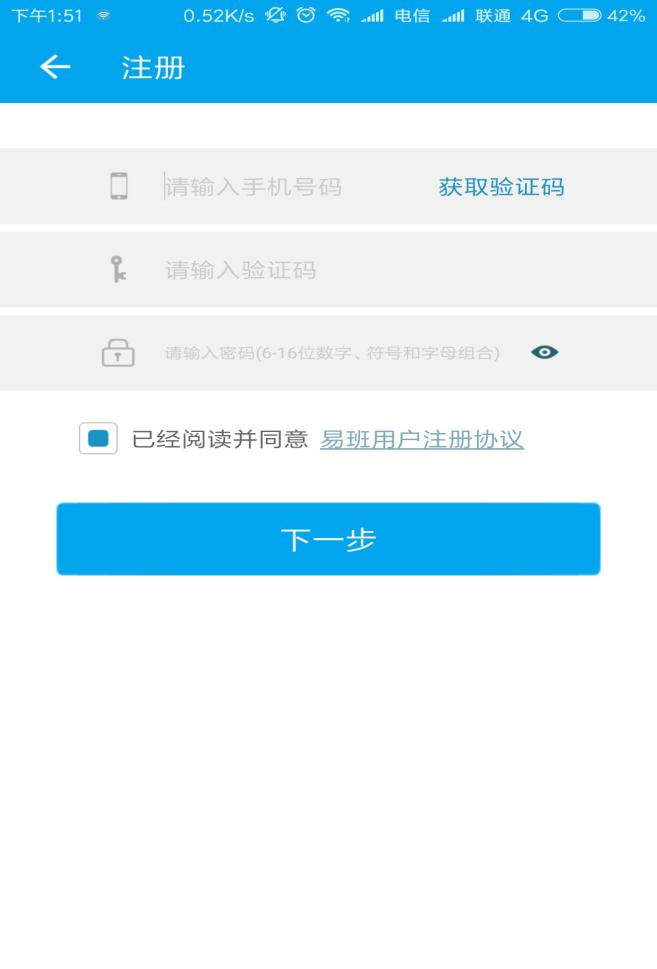 下午1:51 0.52K/s 电信 联通 4G 42%
注册
请输入手机号码 获取验证码
请输入验证码
请输入密码(6-16位数字、符号和字母组合)
已经阅读并同意 易班用户注册协议
下一步